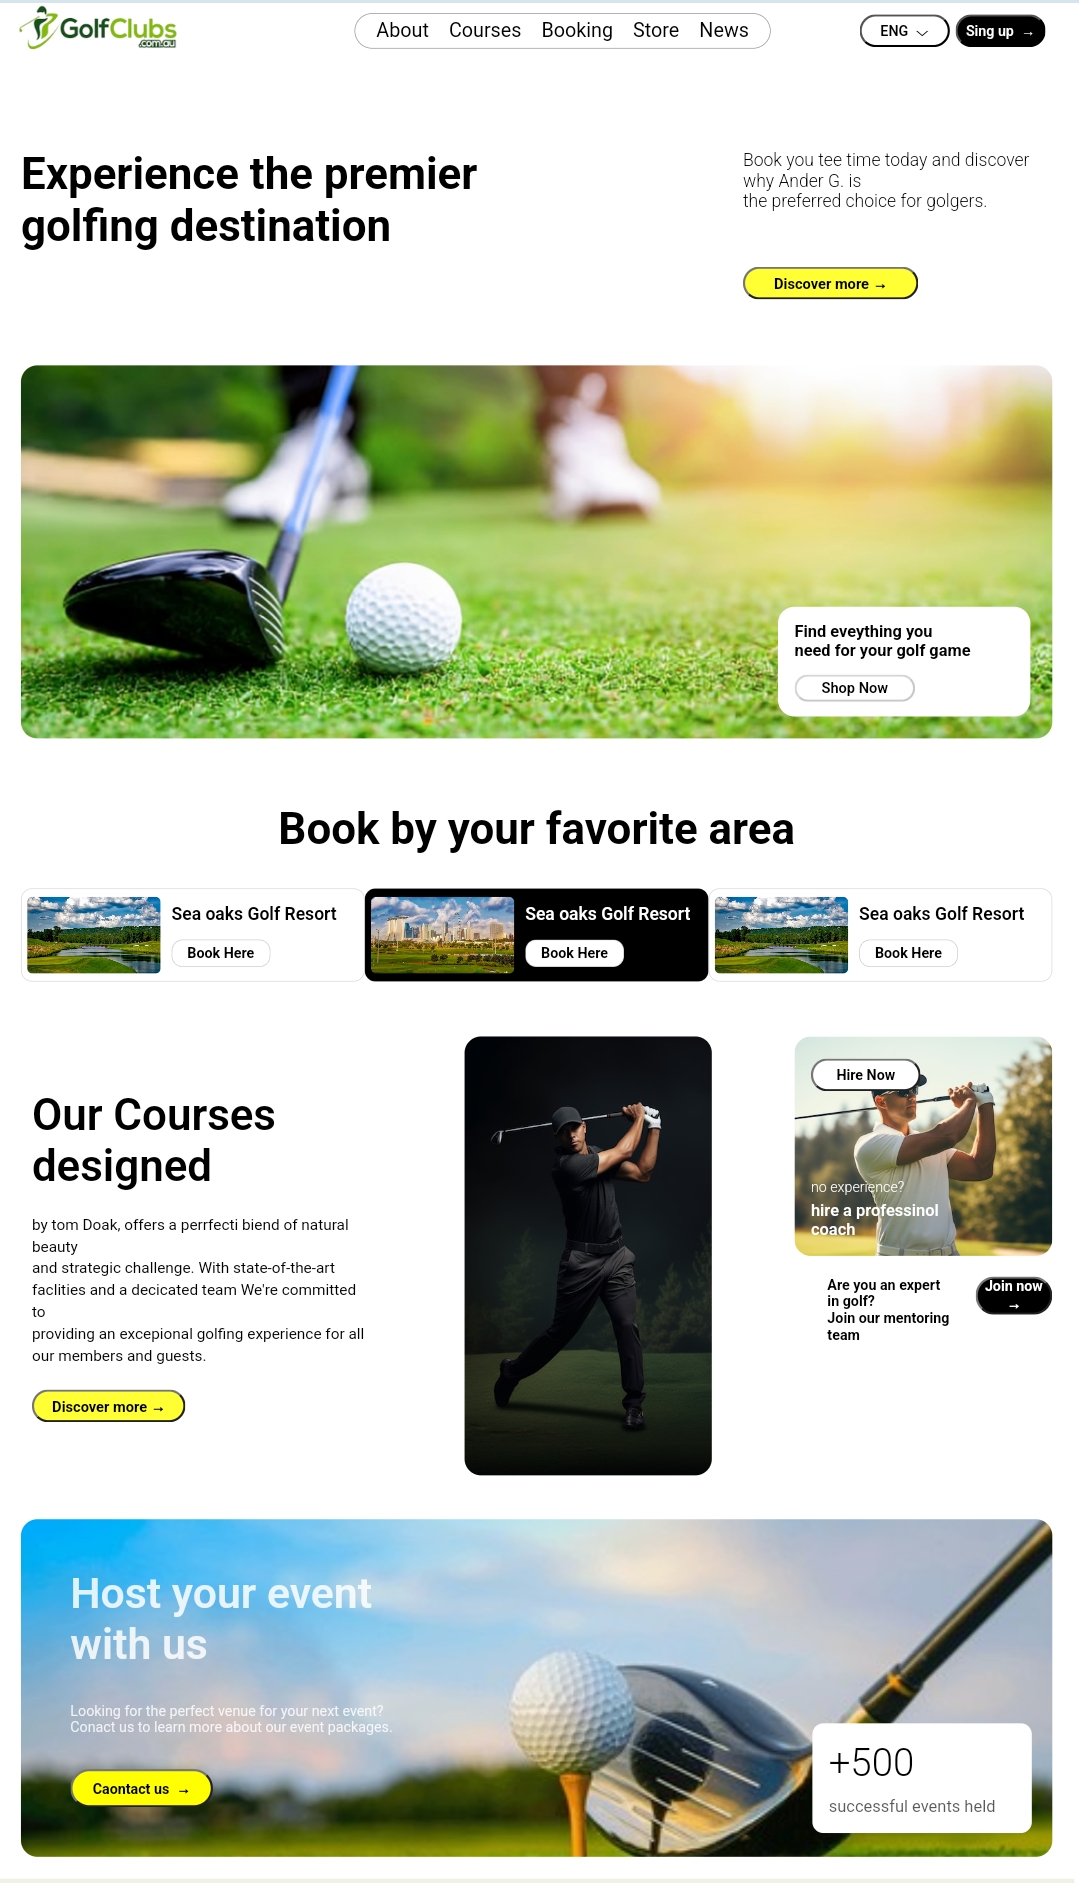 GolfClubs
.com.au
About Courses Booking Store News
ENG
Sing up →
Experience the premier
golfing destination
Book you tee time today and discover
why Ander G. is
the preferred choice for golgers.
Discover more →
Find eveything you
need for your golf game
Shop Now
Book by your favorite area
Sea oaks Golf Resort
Book Here
Sea oaks Golf Resort
Book Here
Sea oaks Golf Resort
Book Here
Our Courses
designed
by tom Doak, offers a perrfecti biend of natural
beauty
and strategic challenge. With state-of-the-art
faclities and a decicated team We're committed
to
providing an excepional golfing experience for all
our members and guests.
Discover more →
Hire Now
no experience?
hire a professinol
coach
Are you an expert
in golf?
Join our mentoring
team
Join now
→
Host your event
with us
Looking for the perfect venue for your next event?
Conact us to learn more about our event packages.
Caontact us →
+500
successful events held